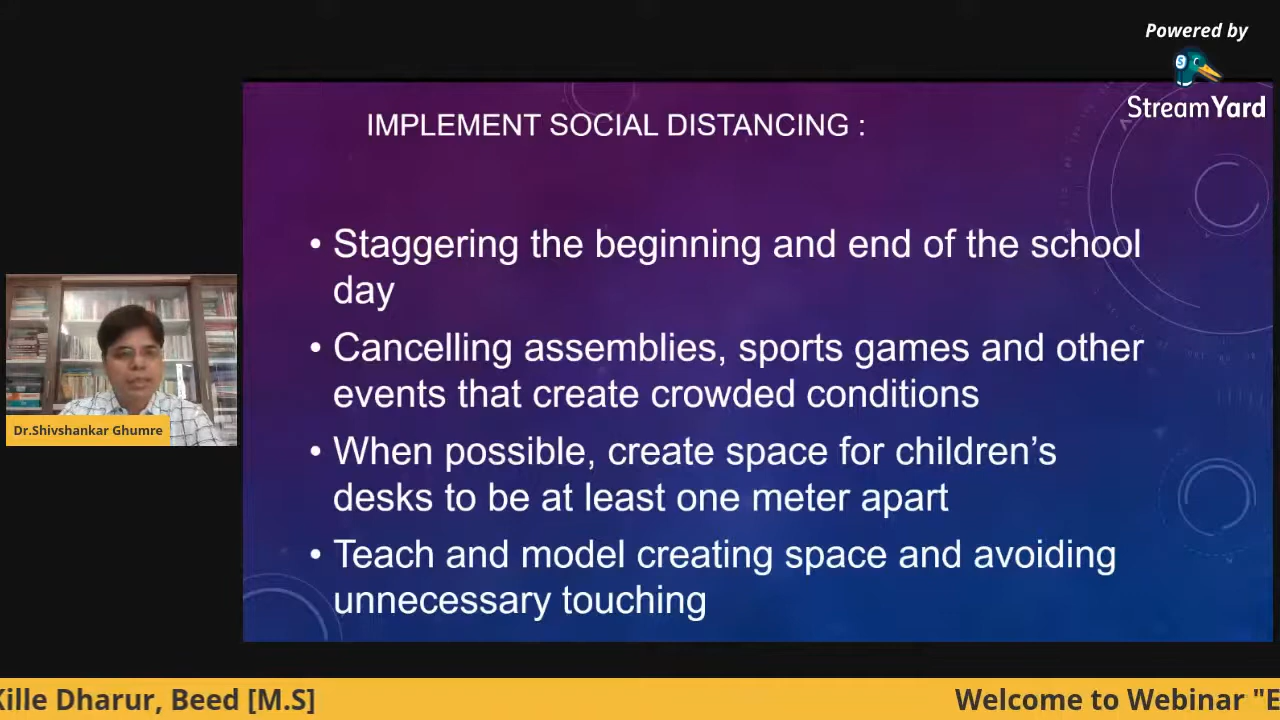 Powered by
StreamYard
IMPLEMENT SOCIAL DISTANCING :
• Staggering the beginning and end of the school
day
• Cancelling assemblies, sports games and other
events that create crowded conditions
• When possible, create space for children’s
desks to be at least one meter apart
• Teach and model creating space and avoiding
unnecessary touching
Dr.Shivshankar Ghumre
Kille Dharur, Beed [M.S]
Welcome to Webinar "E